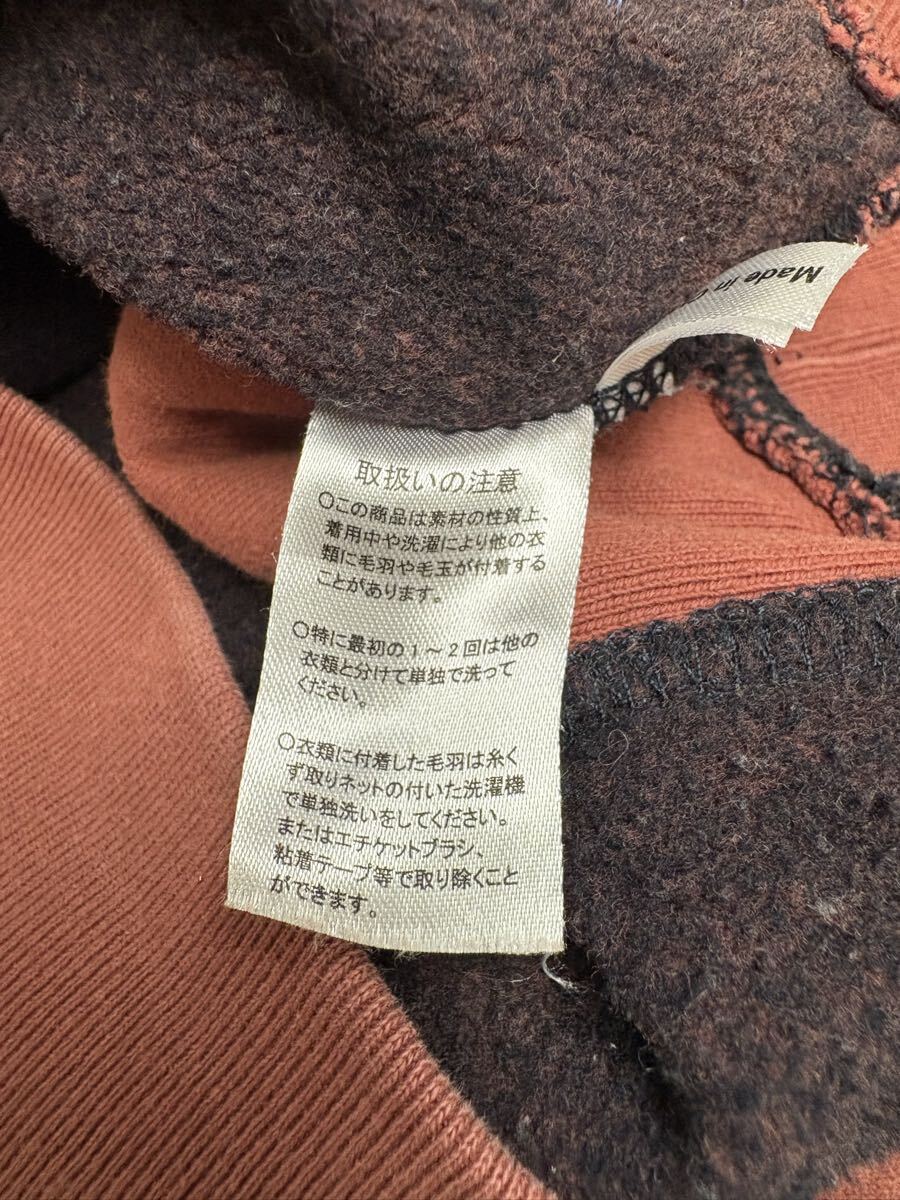 Made in
取扱いの注意
○この商品は素材の性質上、
着用中や洗濯により他の衣
類に毛羽や毛玉が付着する
ことがあります。
○特に最初の1～2回は他の
衣類と分けて単独で洗って
ください。
○衣類に付着した毛羽は糸く
ず取りネットの付いた洗濯機
で単独洗いをしてください。
またはエチケットブラシ、
粘着テープ等で取り除くこと
ができます。